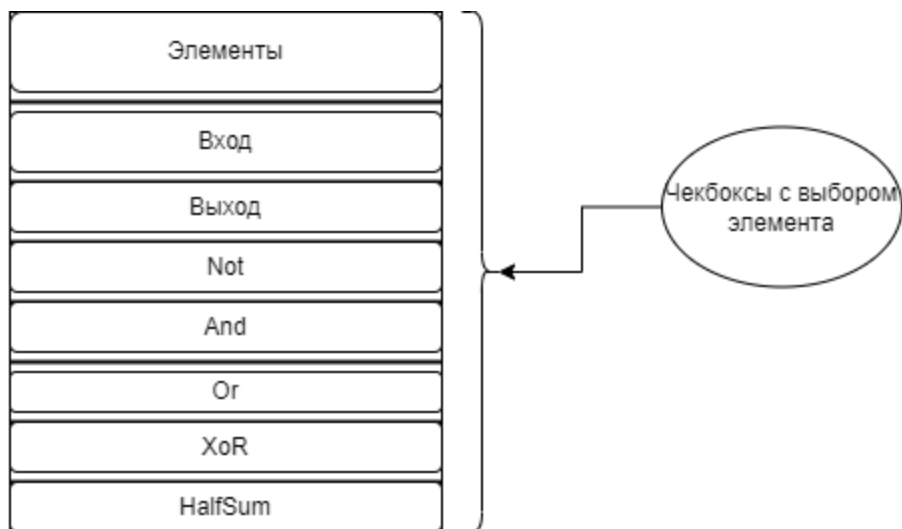 Элементы
Вход
Выход
Not
And
Or
XoR
HalfSum
Чекбоксы с выбором
элемента